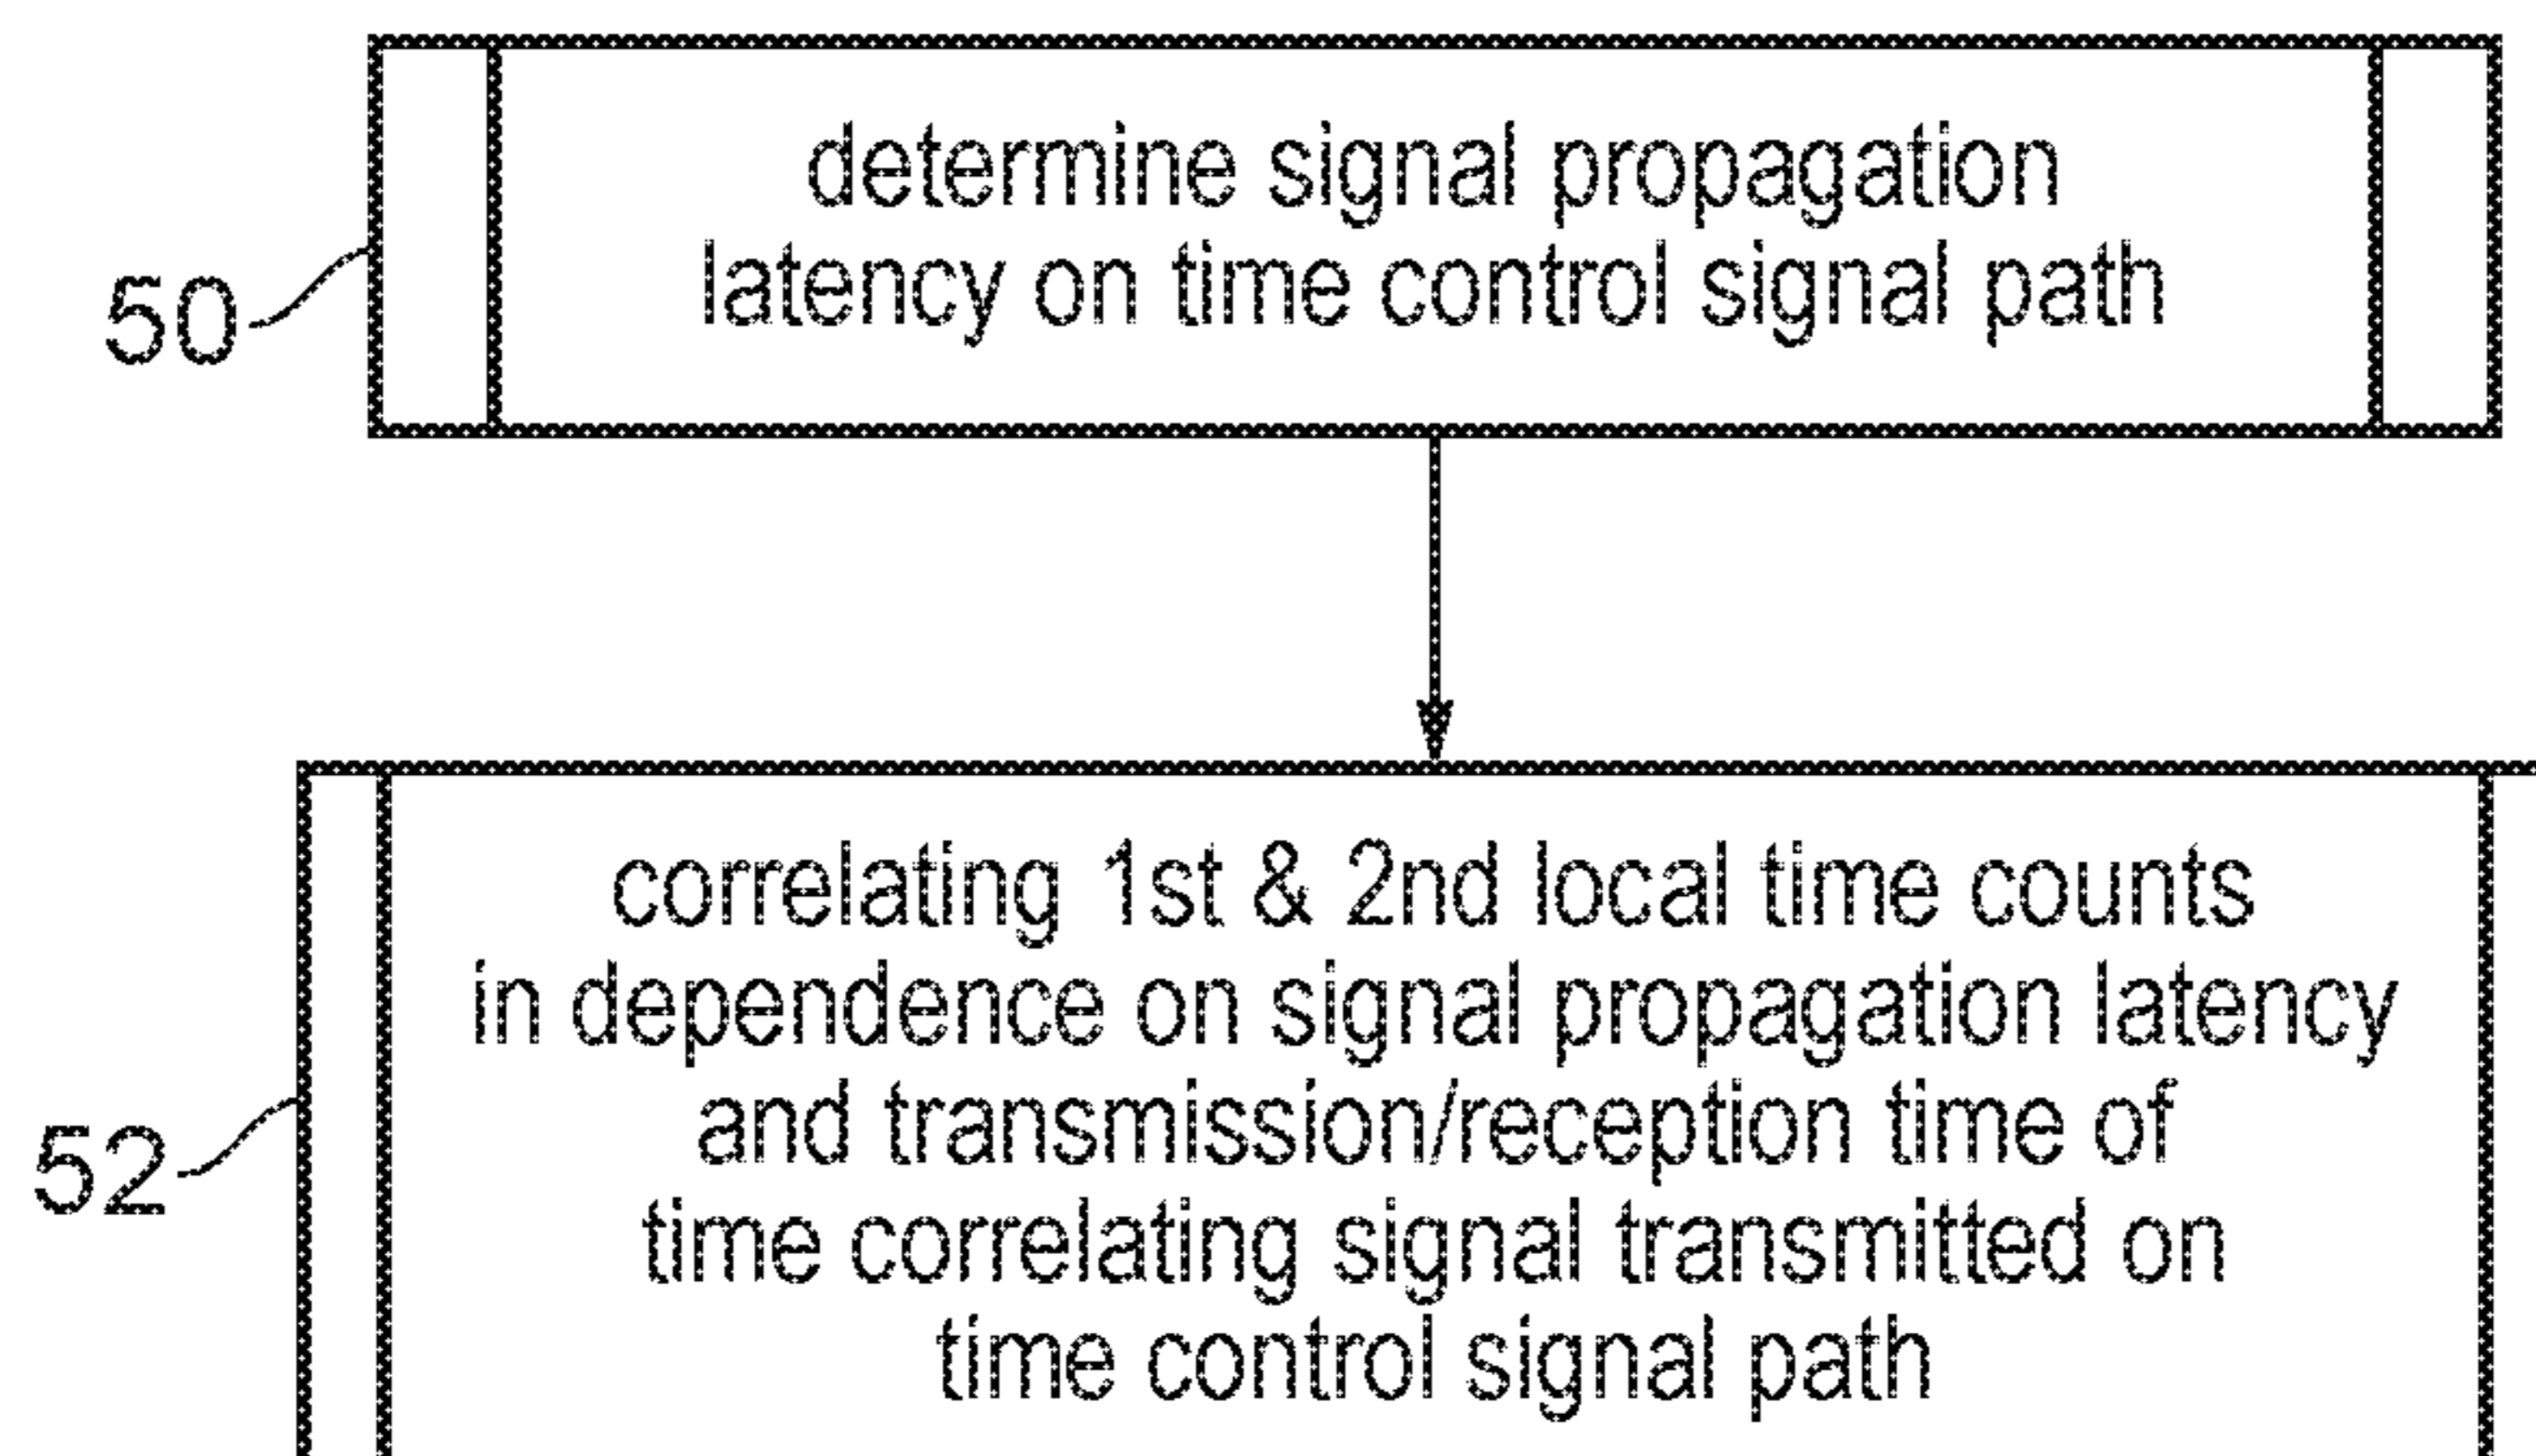 determine signal propagation
latency on time control signal path
50
correlating 1st & 2nd local time counts
in dependence on signal propagation latency
and transmission/reception time of
time correlating signal transmitted on
time control signal path
52